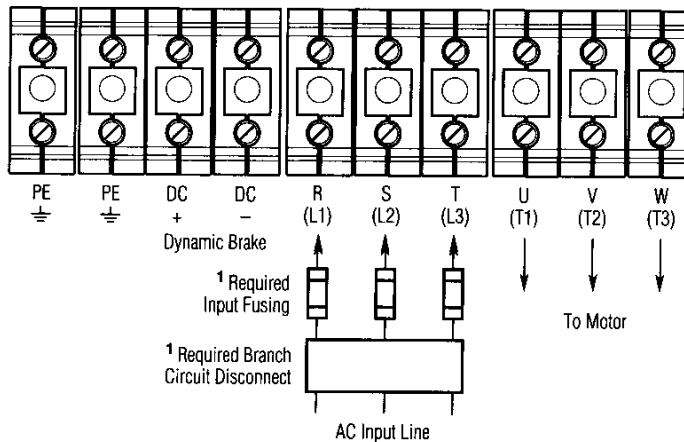 PE PE DC DC R S T U V W
+ – (L1) (L2) (L3) (T1) (T2) (T3)
Dynamic Brake
1 Required
Input Fusing
To Motor
1 Required Branch
Circuit Disconnect
AC Input Line